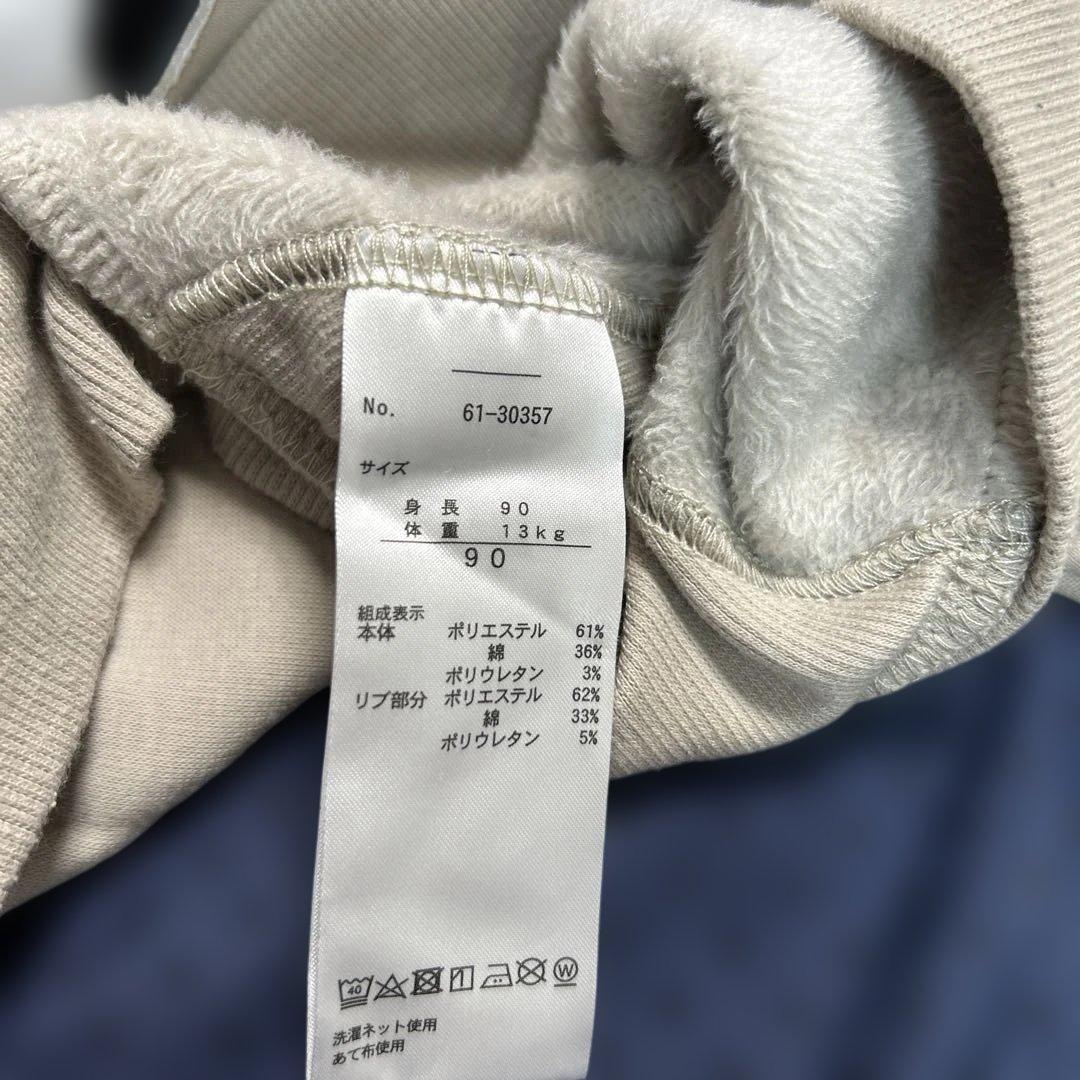 No. 61-30357
サイズ
身長 90
体重 13kg
90
組成表示
本体 ポリエステル 61%
綿 36%
ポリウレタン 3%
リブ部分 ポリエステル 62%
綿 33%
ポリウレタン 5%
40 W
洗濯ネット使用
あて布使用